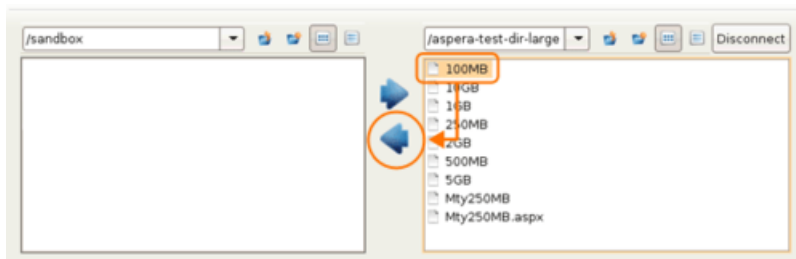 /sandbox
/aspera-test-dir-large
Disconnect
100MB
10GB
1GB
250MB
2GB
500MB
5GB
Mty250MB
Mty250MB.aspx